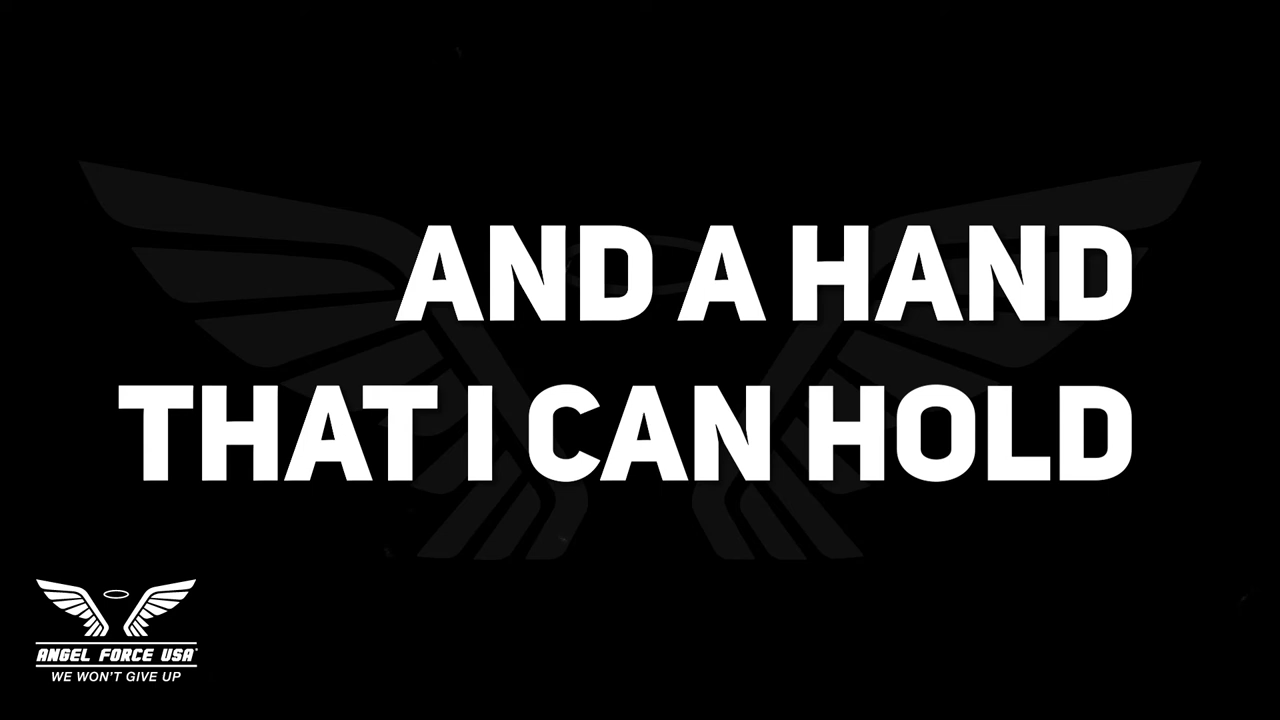 AND A HAND
THAT I CAN HOLD
ANGEL FORCE USA®
WE WON'T GIVE UP